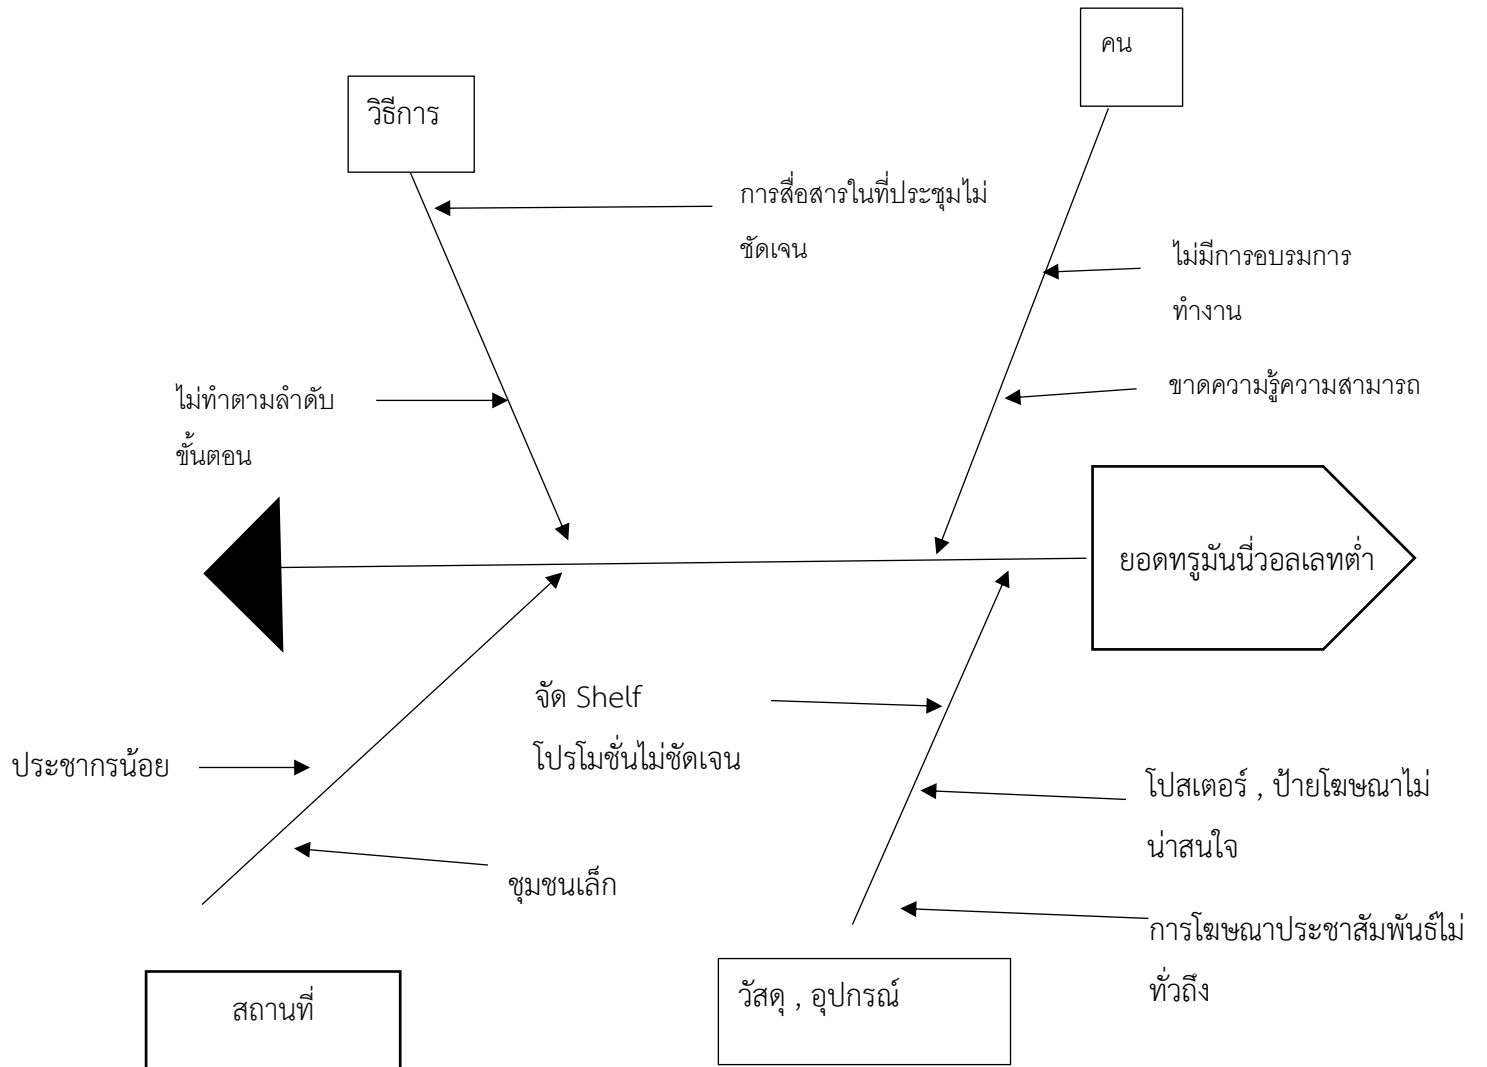 คน
วิธีการ
การสื่อสารในที่ประชุมไม่
ชัดเจน
ไม่มีการอบรมการ
ทำงาน
ขาดความรู้ความสามารถ
ไม่ทำตามลำดับ
ขั้นตอน
ยอดทรูมันนี่วอลเลทต่ำ
จัด Shelf
โปรโมชั่นไม่ชัดเจน
ประชากรน้อย
โปสเตอร์ , ป้ายโฆษณาไม่
น่าสนใจ
ชุมชนเล็ก
การโฆษณาประชาสัมพันธ์ไม่
ทั่วถึง
สถานที่
วัสดุ , อุปกรณ์